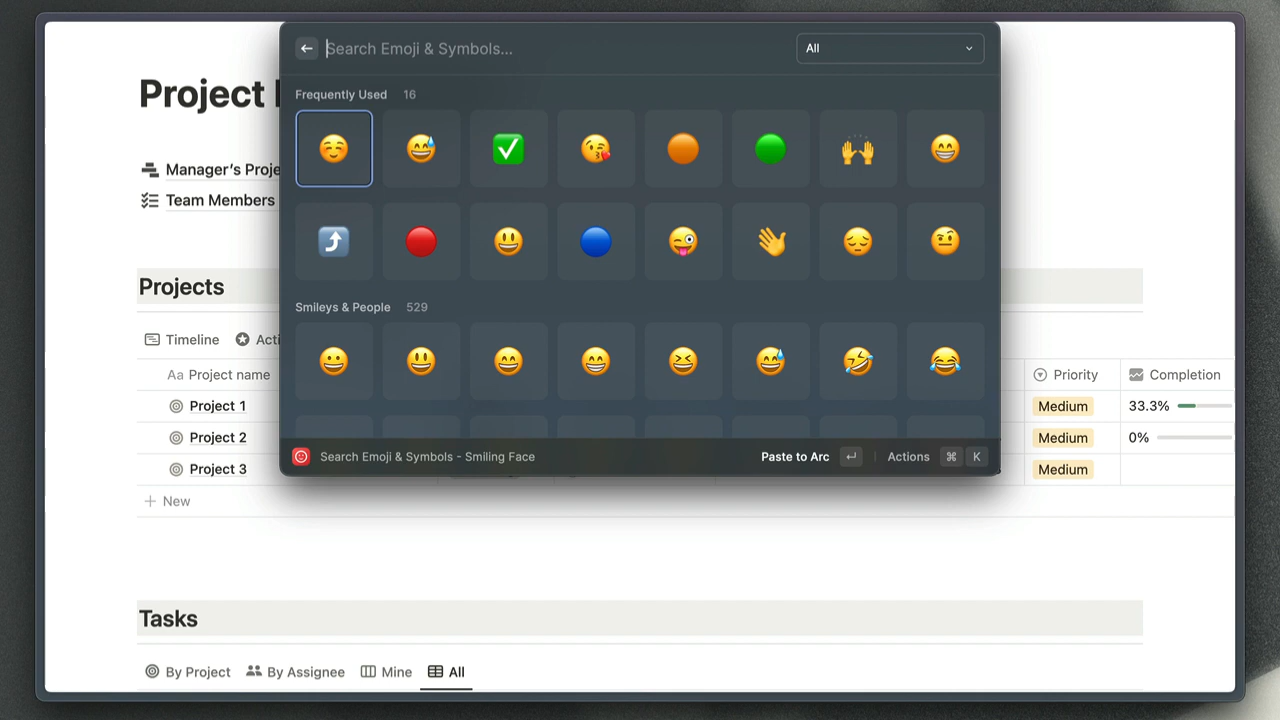 Search Emoji & Symbols...
All
Frequently Used 16
Project
Manager's Proje
Team Members
Smileys & People 529
Projects
Timeline Acti
Aa Project name Priority Completion
Project 1 Medium 33.3%
Project 2 Medium 0%
Project 3 Medium
Search Emoji & Symbols - Smiling Face Paste to Arc Actions ⌘ K
New
Tasks
By Project By Assignee Mine All